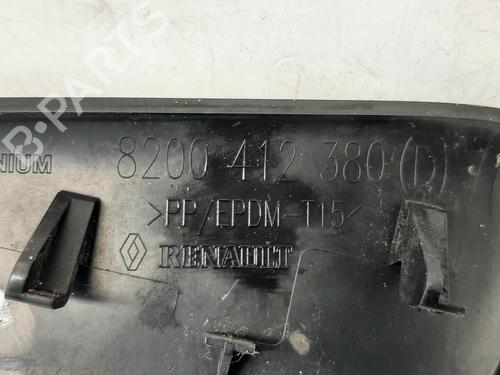 B-PARTS
NIUM
8200 412 380 (D)
>PP/EPDM-T15<
RENAULT